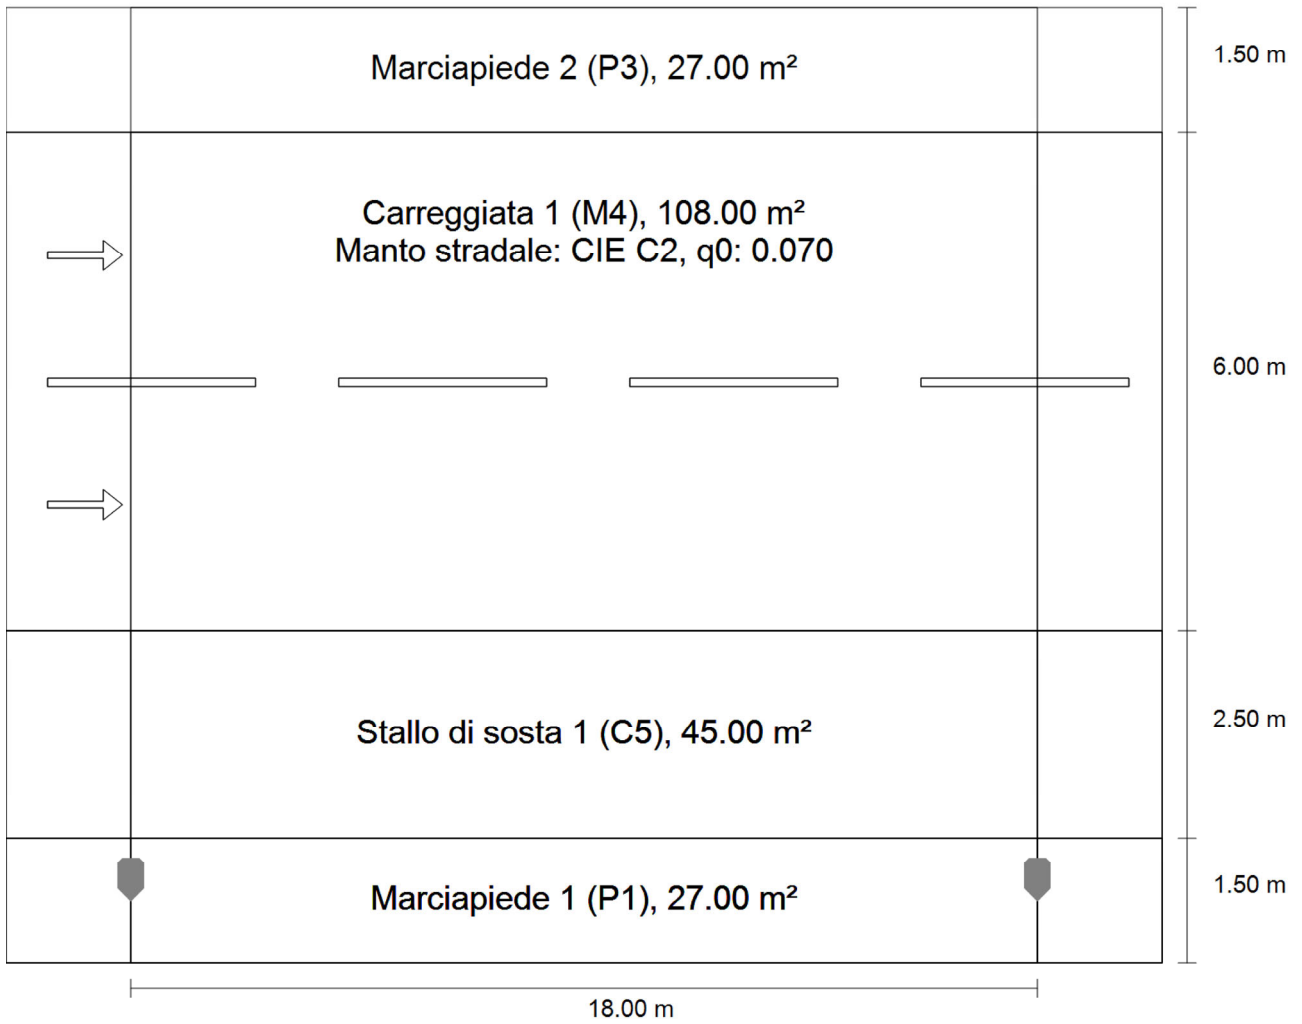 Marciapiede 2 (P3), 27.00 m²
1.50 m
Carreggiata 1 (M4), 108.00 m²
Manto stradale: CIE C2, q0: 0.070
6.00 m
Stallo di sosta 1 (C5), 45.00 m²
2.50 m
Marciapiede 1 (P1), 27.00 m²
1.50 m
18.00 m